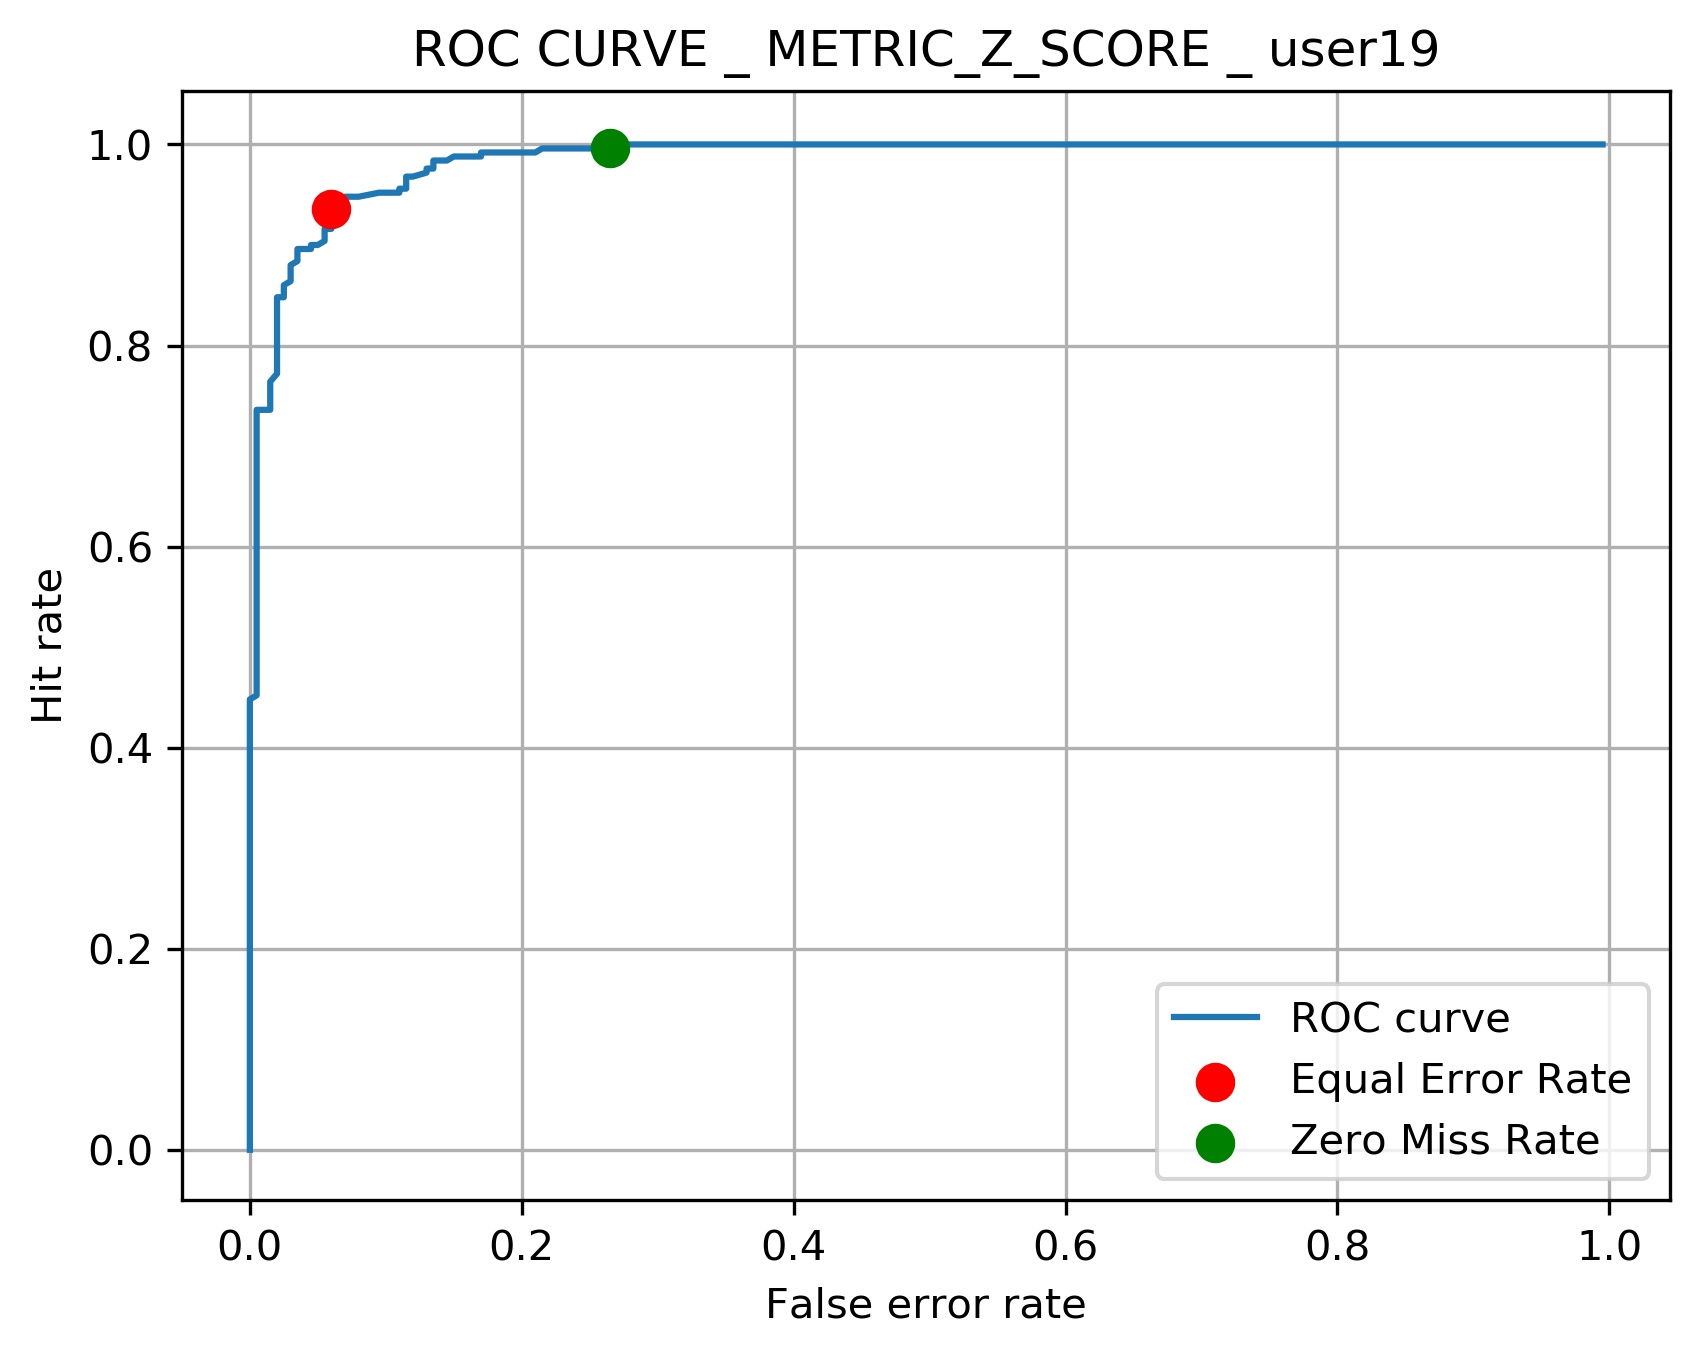 ROC CURVE _ METRIC_Z_SCORE _ user19
Hit rate
1.0
0.8
0.6
0.4
0.2
0.0
ROC curve
Equal Error Rate
Zero Miss Rate
0.0 0.2 0.4 0.6 0.8 1.0
False error rate